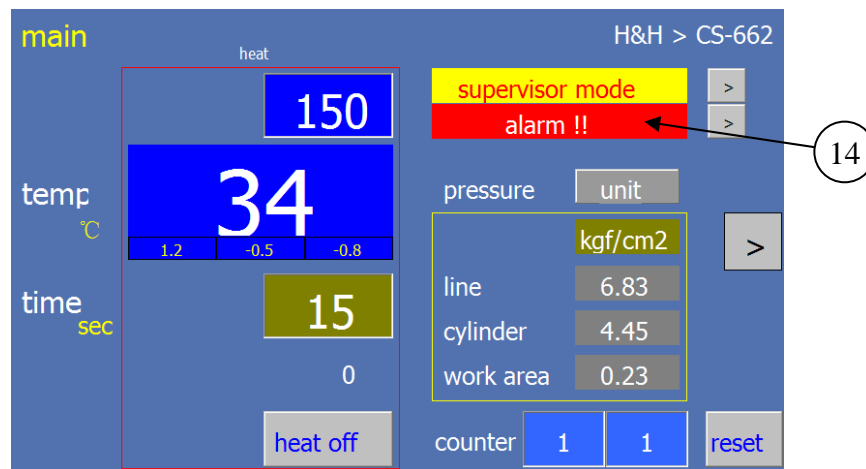 main
H&H > CS-662
heat
150
supervisor mode >
alarm !! >
14
temp
℃
34
1.2 -0.5 -0.8
pressure unit
kgf/cm2
>
time
sec
15
line 6.83
cylinder 4.45
work area 0.23
0
heat off
counter 1 1 reset